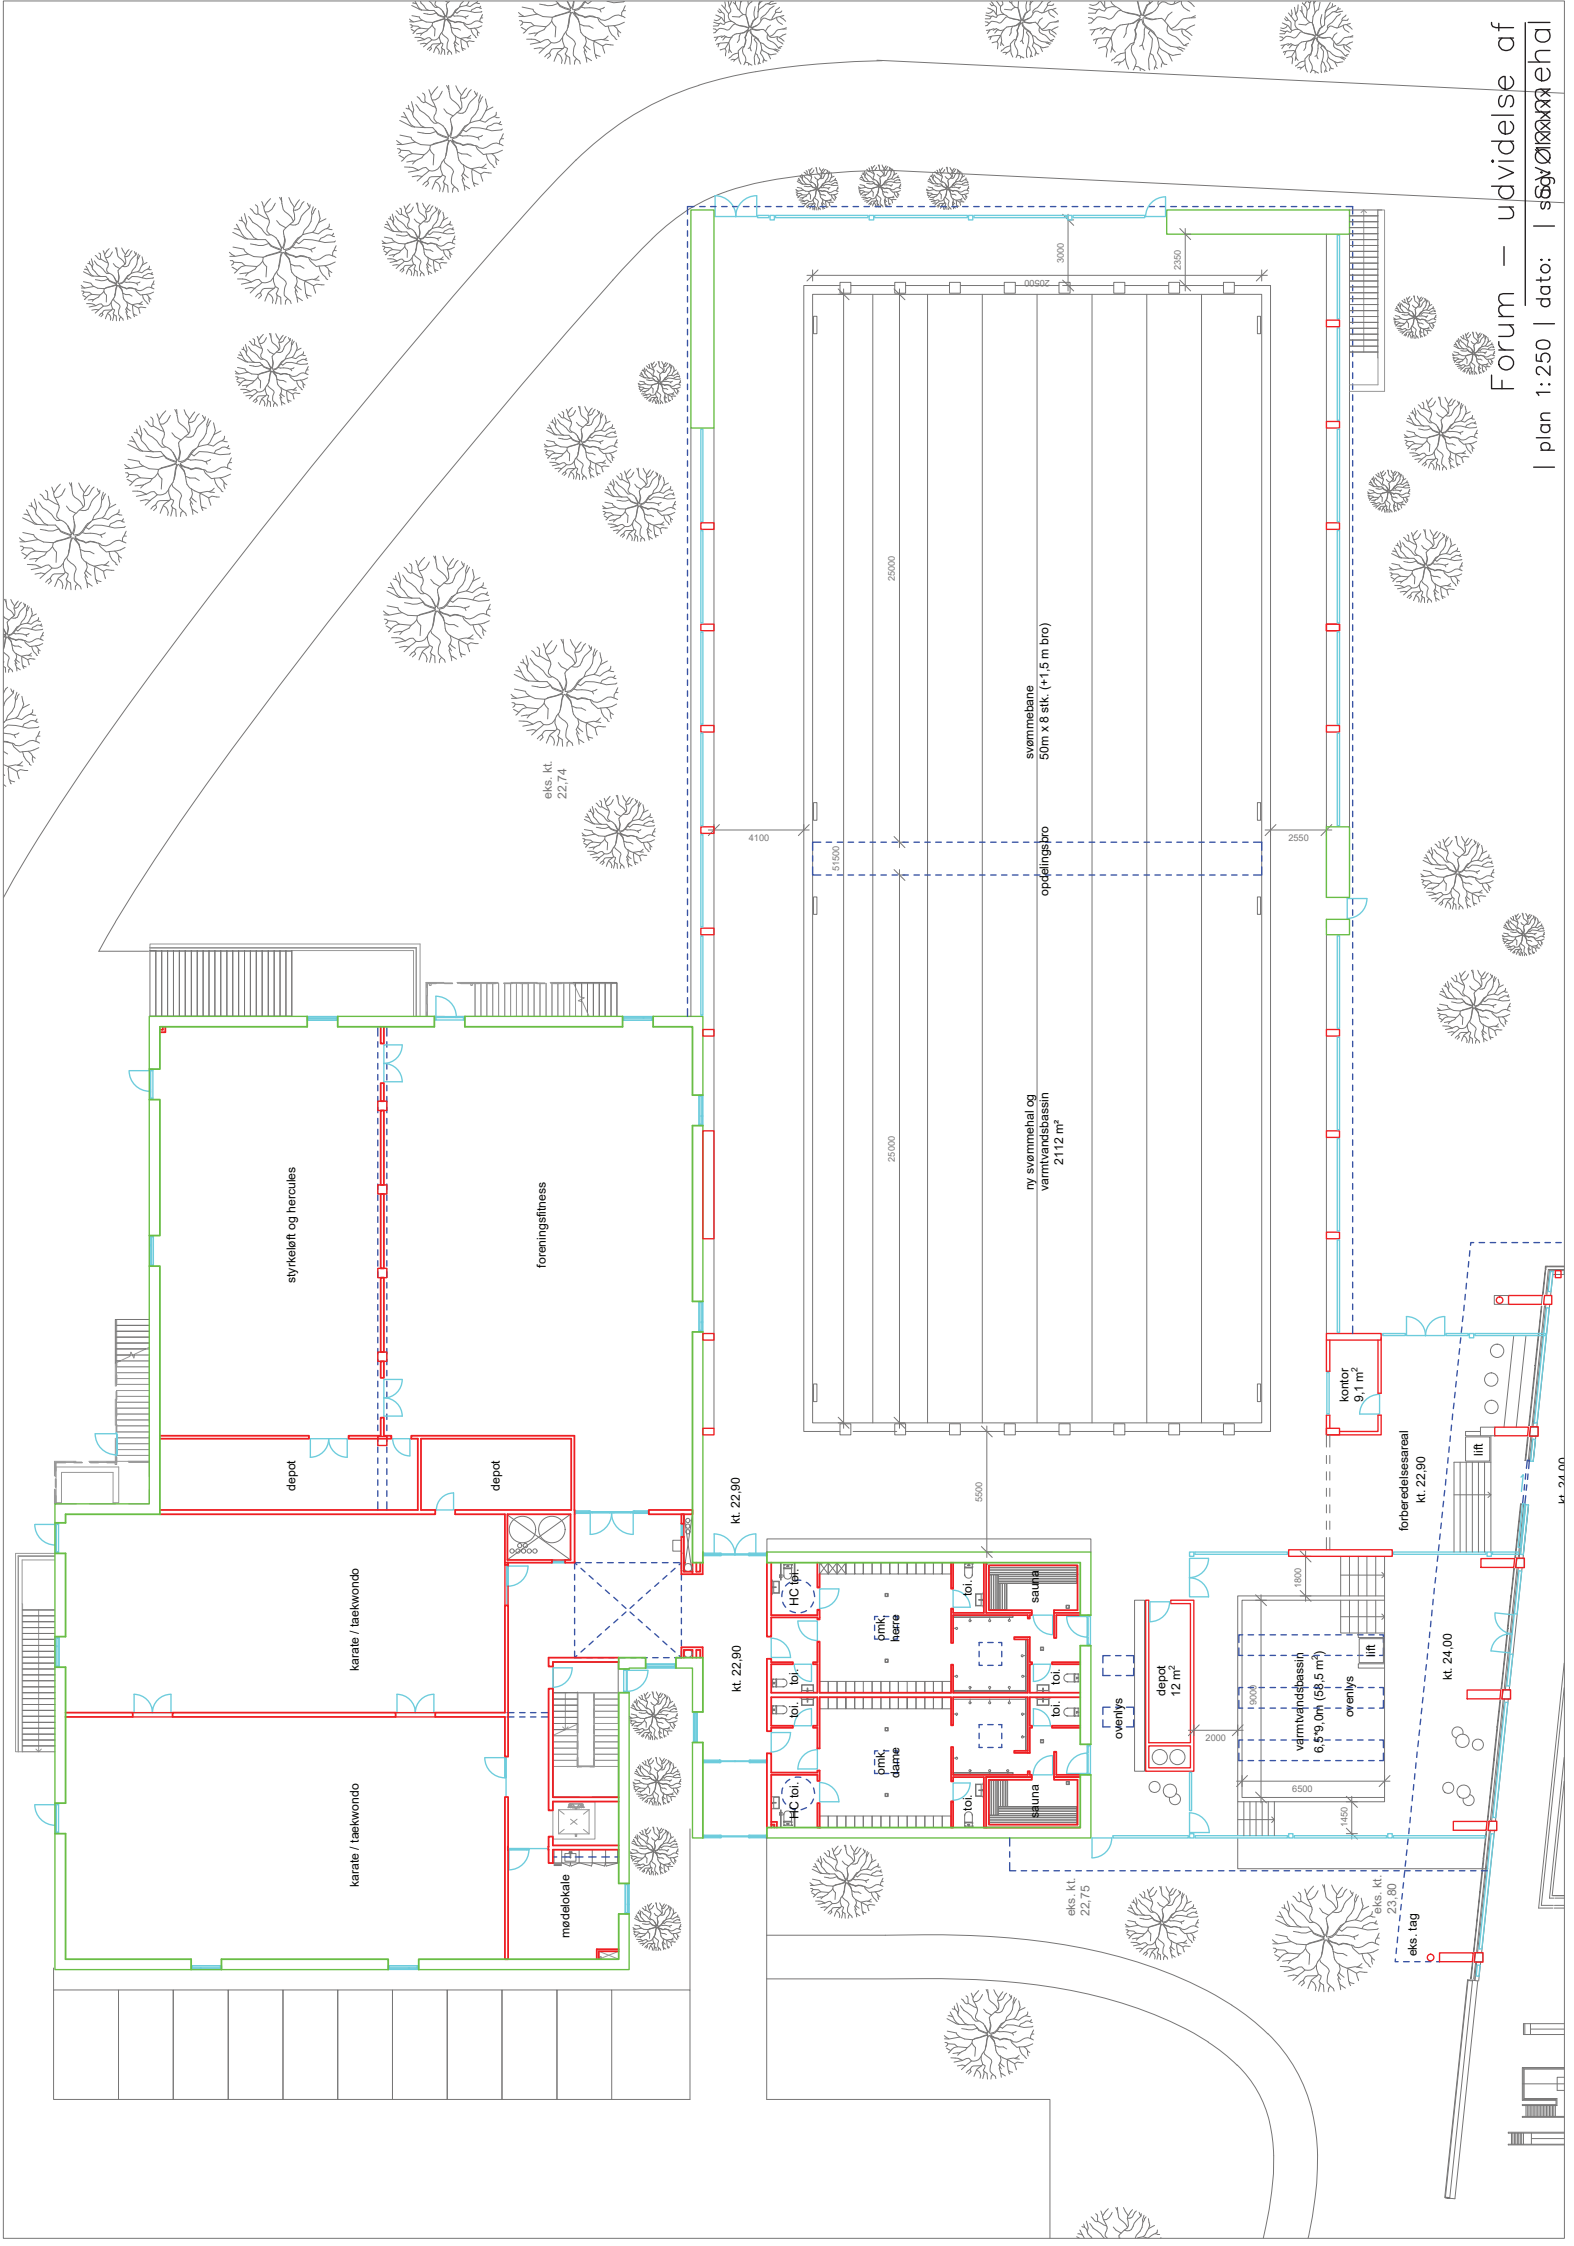 Forum – udvidelse af
svømmehal
| plan 1:250 | dato: |
styrkeløft og hercules
foreningsfitness
depot
depot
karate / taekwondo
karate / taekwondo
mødelokale
eks. kt.
22,74
4100
2550
3000
2350
20500
25000
51500
25000
5500
svømmebane
50m x 8 stk. (+1,5 m bro)
opdelingsbro
ny svømmehal og
varmtvandsbassin
2112 m²
kt. 22,90
kt. 22,90
HC toi.
toi.
toi.
HC toi.
omk.
herre
omk.
dame
toi.
toi.
toi.
toi.
sauna
sauna
ovenlys
depot
12 m²
2000
1800
9000
6500
1450
varmtvandsbassin
6,5*9,0m (58,5 m²)
ovenlys
lift
kt. 24,00
kontor
9,1 m²
forberedelsesareal
kt. 22,90
lift
kt. 24,00
eks. kt.
22,75
eks. kt.
23,80
eks. tag